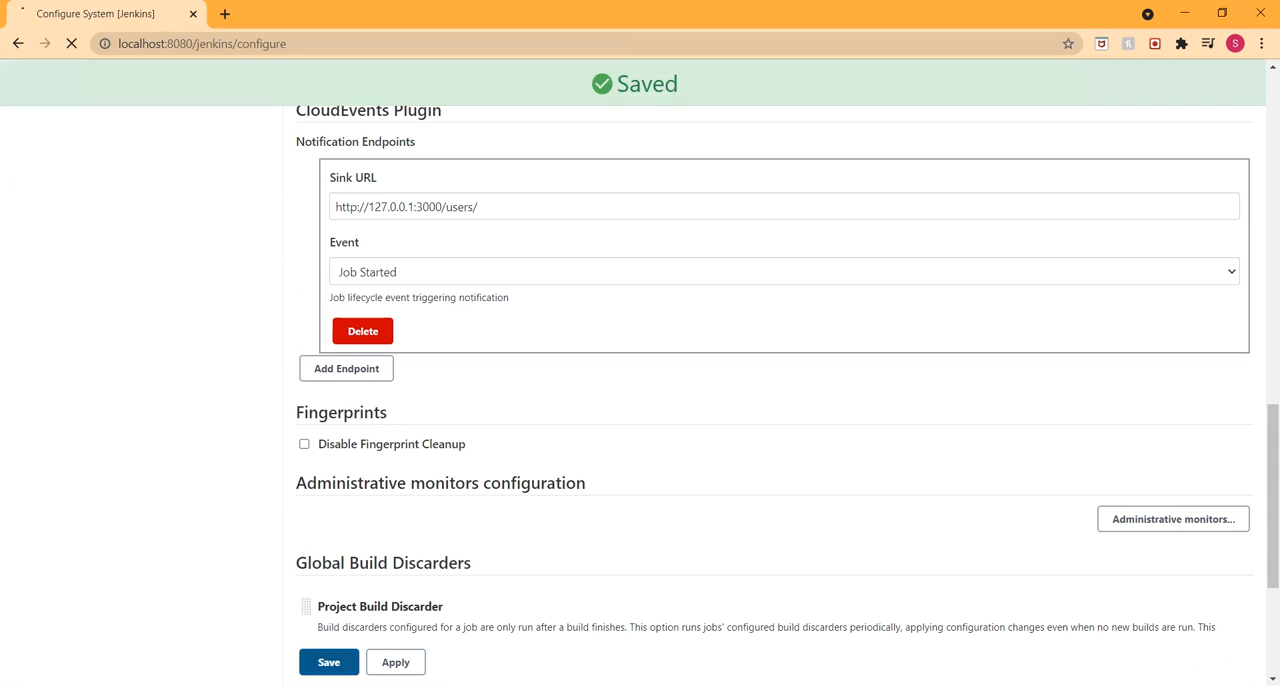 Configure System [Jenkins]
localhost:8080/jenkins/configure
S
Saved
CloudEvents Plugin
Notification Endpoints
Sink URL
http://127.0.0.1:3000/users/
Event
Job Started
Job lifecycle event triggering notification
Delete
Add Endpoint
Fingerprints
Disable Fingerprint Cleanup
Administrative monitors configuration
Administrative monitors...
Global Build Discarders
Project Build Discarder
Build discarders configured for a job are only run after a build finishes. This option runs jobs' configured build discarders periodically, applying configuration changes even when no new builds are run. This
Save Apply